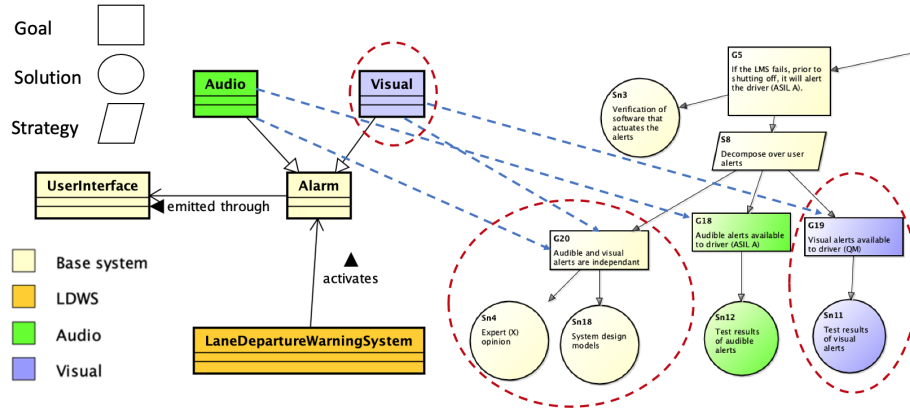 Goal
Solution
Strategy
Audio
Visual
UserInterface
Alarm
emitted through
activates
LaneDepartureWarningSystem
Base system
LDWS
Audio
Visual
G5
If the LMS fails, prior to
shutting off, it will alert
the driver (ASIL A).
Sn3
Verification of
software that
actuates the
alerts
S8
Decompose over user
alerts
G20
Audible and visual
alerts are independant
G18
Audible alerts available
to driver (ASIL A)
G19
Visual alerts available
to driver (QM)
Sn4
Expert (X)
opinion
Sn18
System design
models
Sn12
Test results
of audible
alerts
Sn11
Test results
of visual
alerts